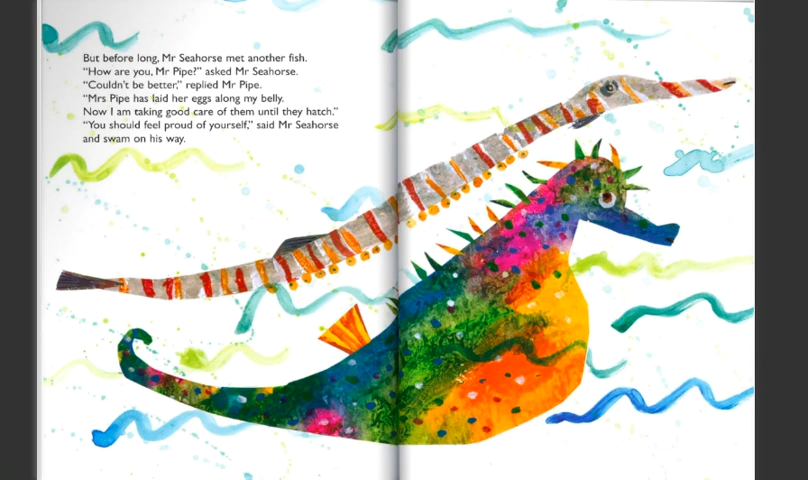 But before long, Mr Seahorse met another fish.
“How are you, Mr Pipe?” asked Mr Seahorse.
“Couldn't be better,” replied Mr Pipe.
“Mrs Pipe has laid her eggs along my belly.
Now I am taking good care of them until they hatch.”
“You should feel proud of yourself,” said Mr Seahorse
and swam on his way.